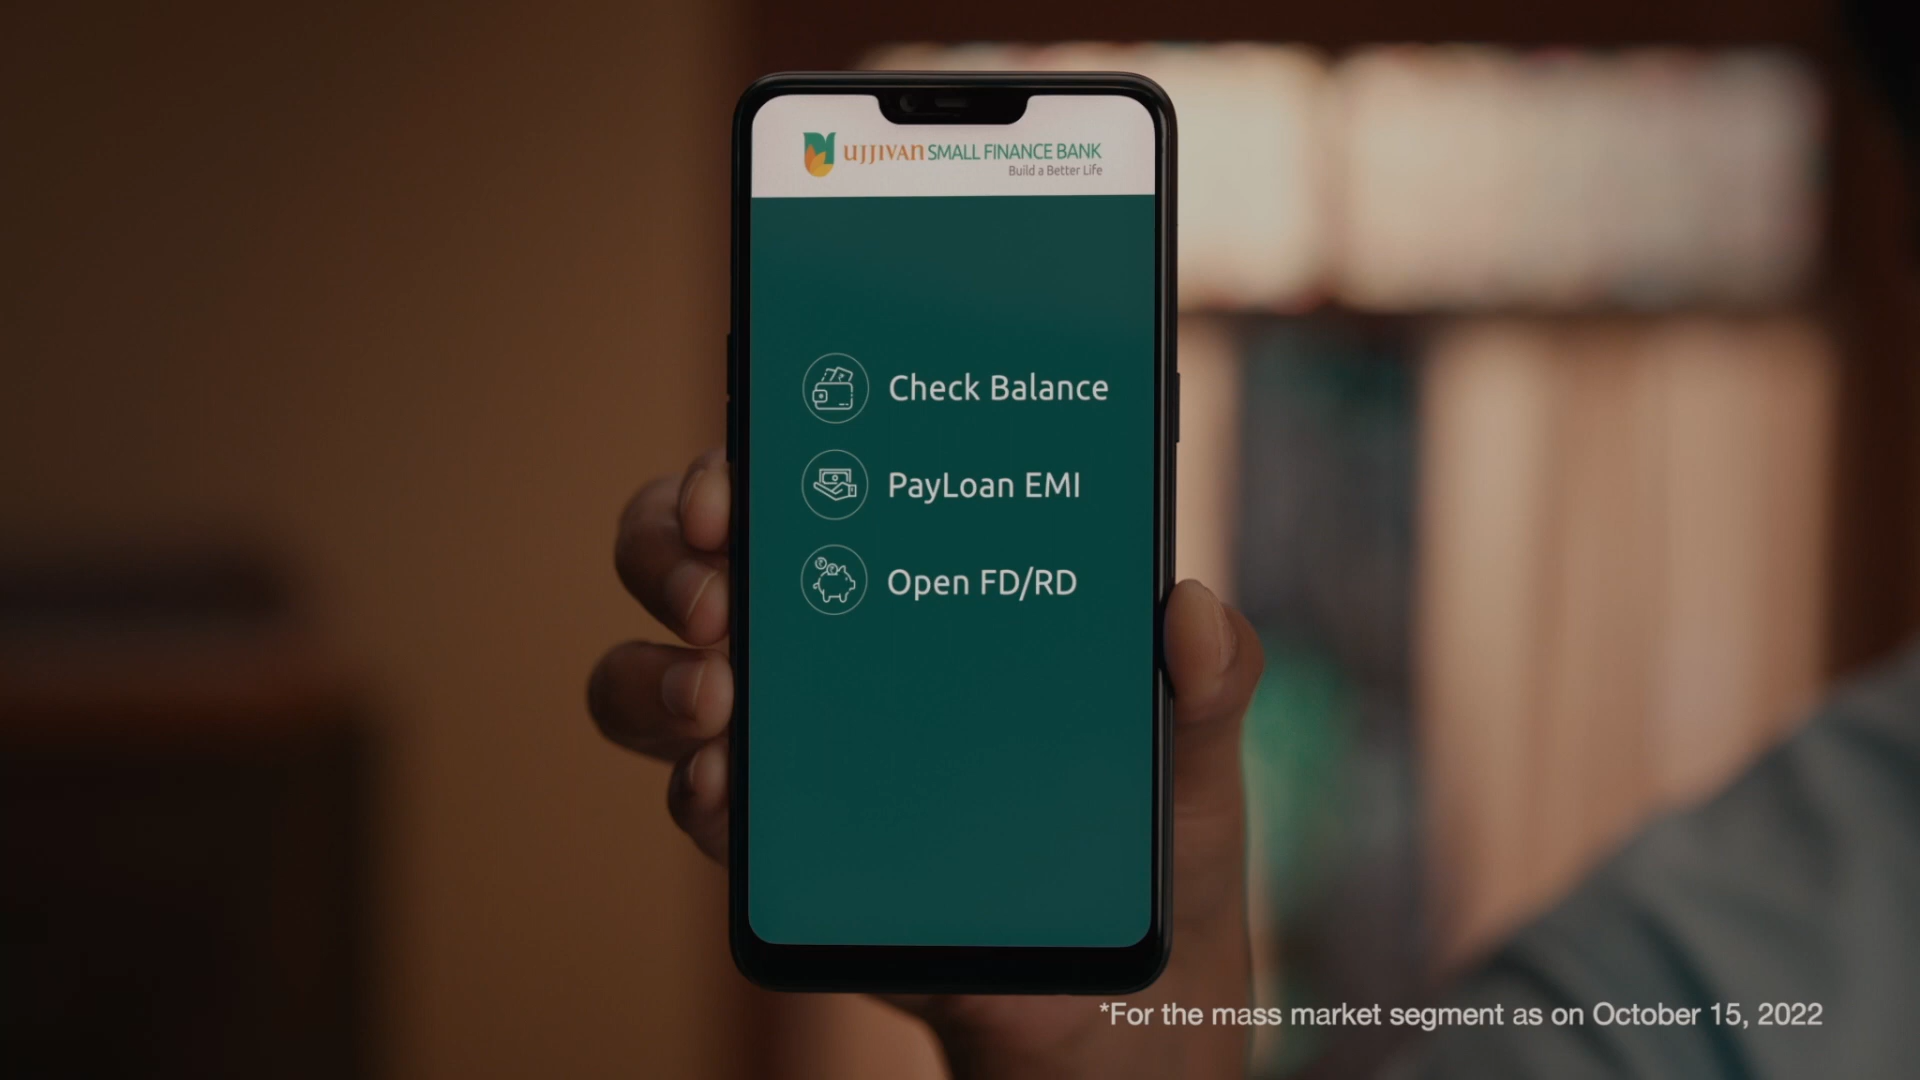 UJJIVAN SMALL FINANCE BANK
Build a Better Life
Check Balance
PayLoan EMI
Open FD/RD
*For the mass market segment as on October 15, 2022